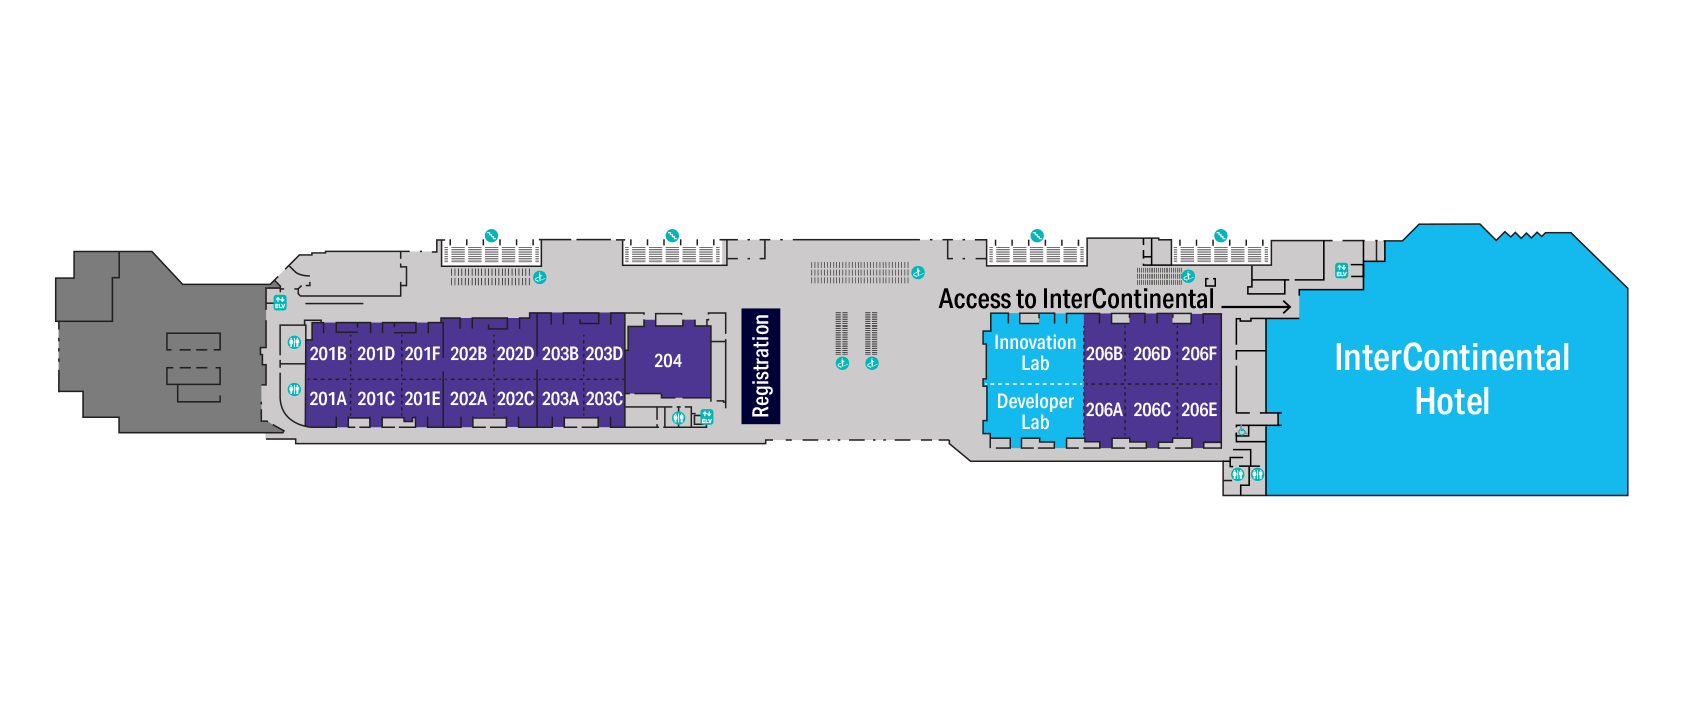 ELV
Access to InterContinental
ELV
201B 201D 201F 202B 202D 203B 203D
204
Registration
Innovation
Lab
206B 206D 206F
InterContinental
Hotel
201A 201C 201E 202A 202C 203A 203C
ELV
Developer
Lab
206A 206C 206E